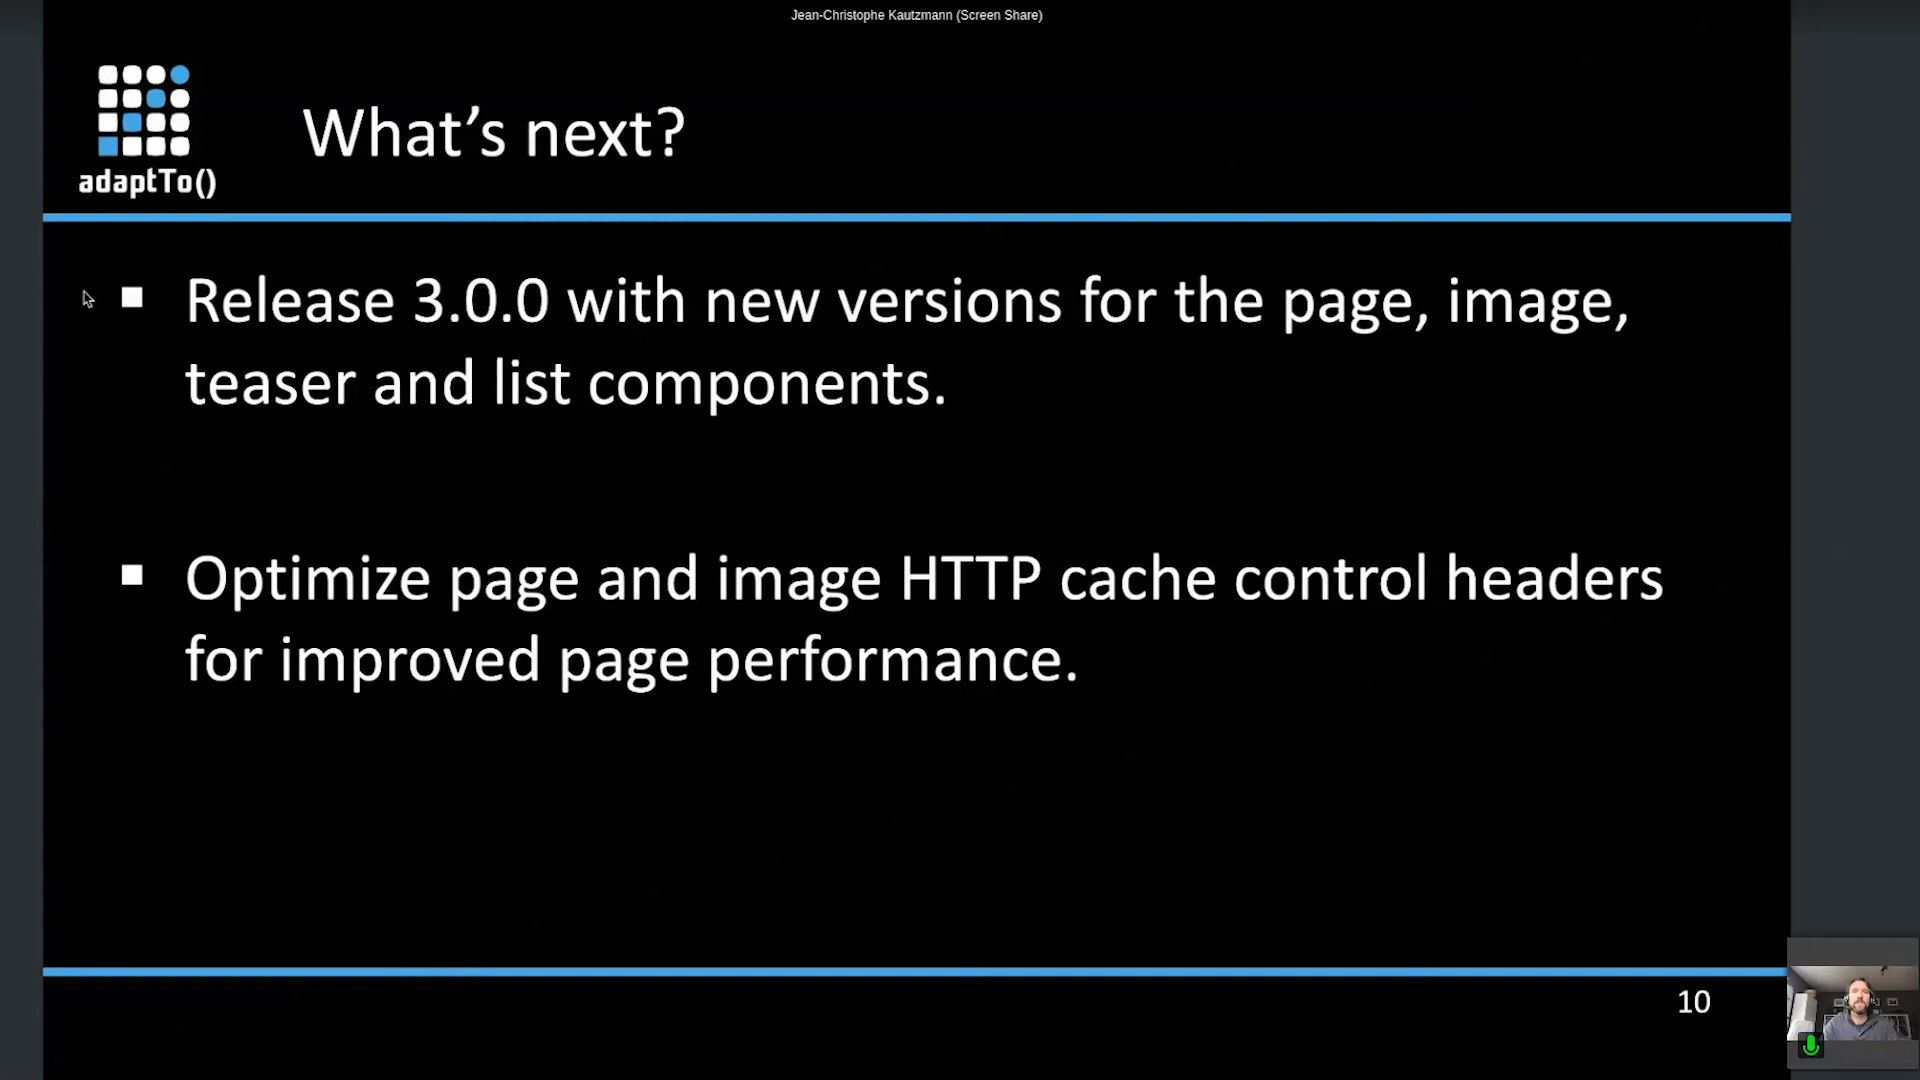 Jean-Christophe Kautzmann (Screen Share)
adaptTo()
What’s next?
Release 3.0.0 with new versions for the page, image,
teaser and list components.
Optimize page and image HTTP cache control headers
for improved page performance.
10